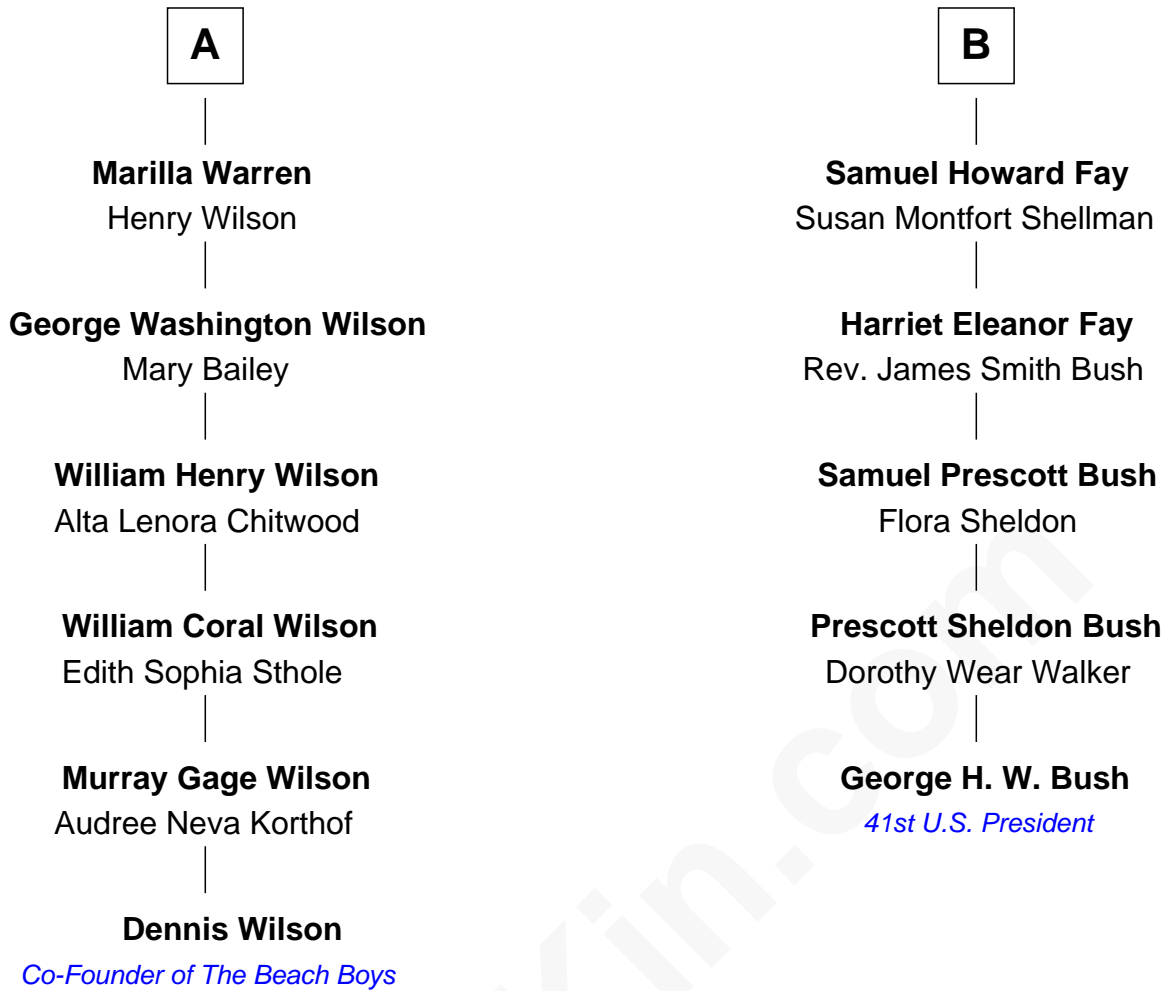 A
Marilla Warren
Henry Wilson
George Washington Wilson
Mary Bailey
William Henry Wilson
Alta Lenora Chitwood
William Coral Wilson
Edith Sophia Sthole
Murray Gage Wilson
Audree Neva Korthof
Dennis Wilson
Co-Founder of The Beach Boys
B
Samuel Howard Fay
Susan Montfort Shellman
Harriet Eleanor Fay
Rev. James Smith Bush
Samuel Prescott Bush
Flora Sheldon
Prescott Sheldon Bush
Dorothy Wear Walker
George H. W. Bush
41st U.S. President
in.com